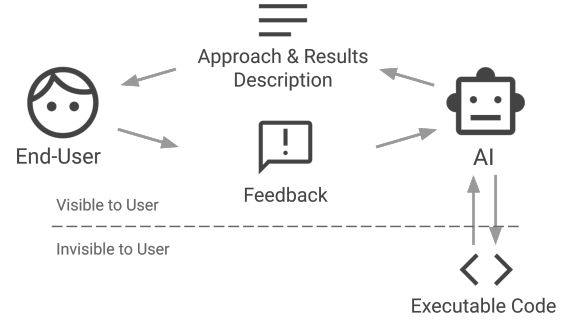 Approach & Results
Description
End-User
AI
Feedback
Visible to User
Invisible to User
Executable Code